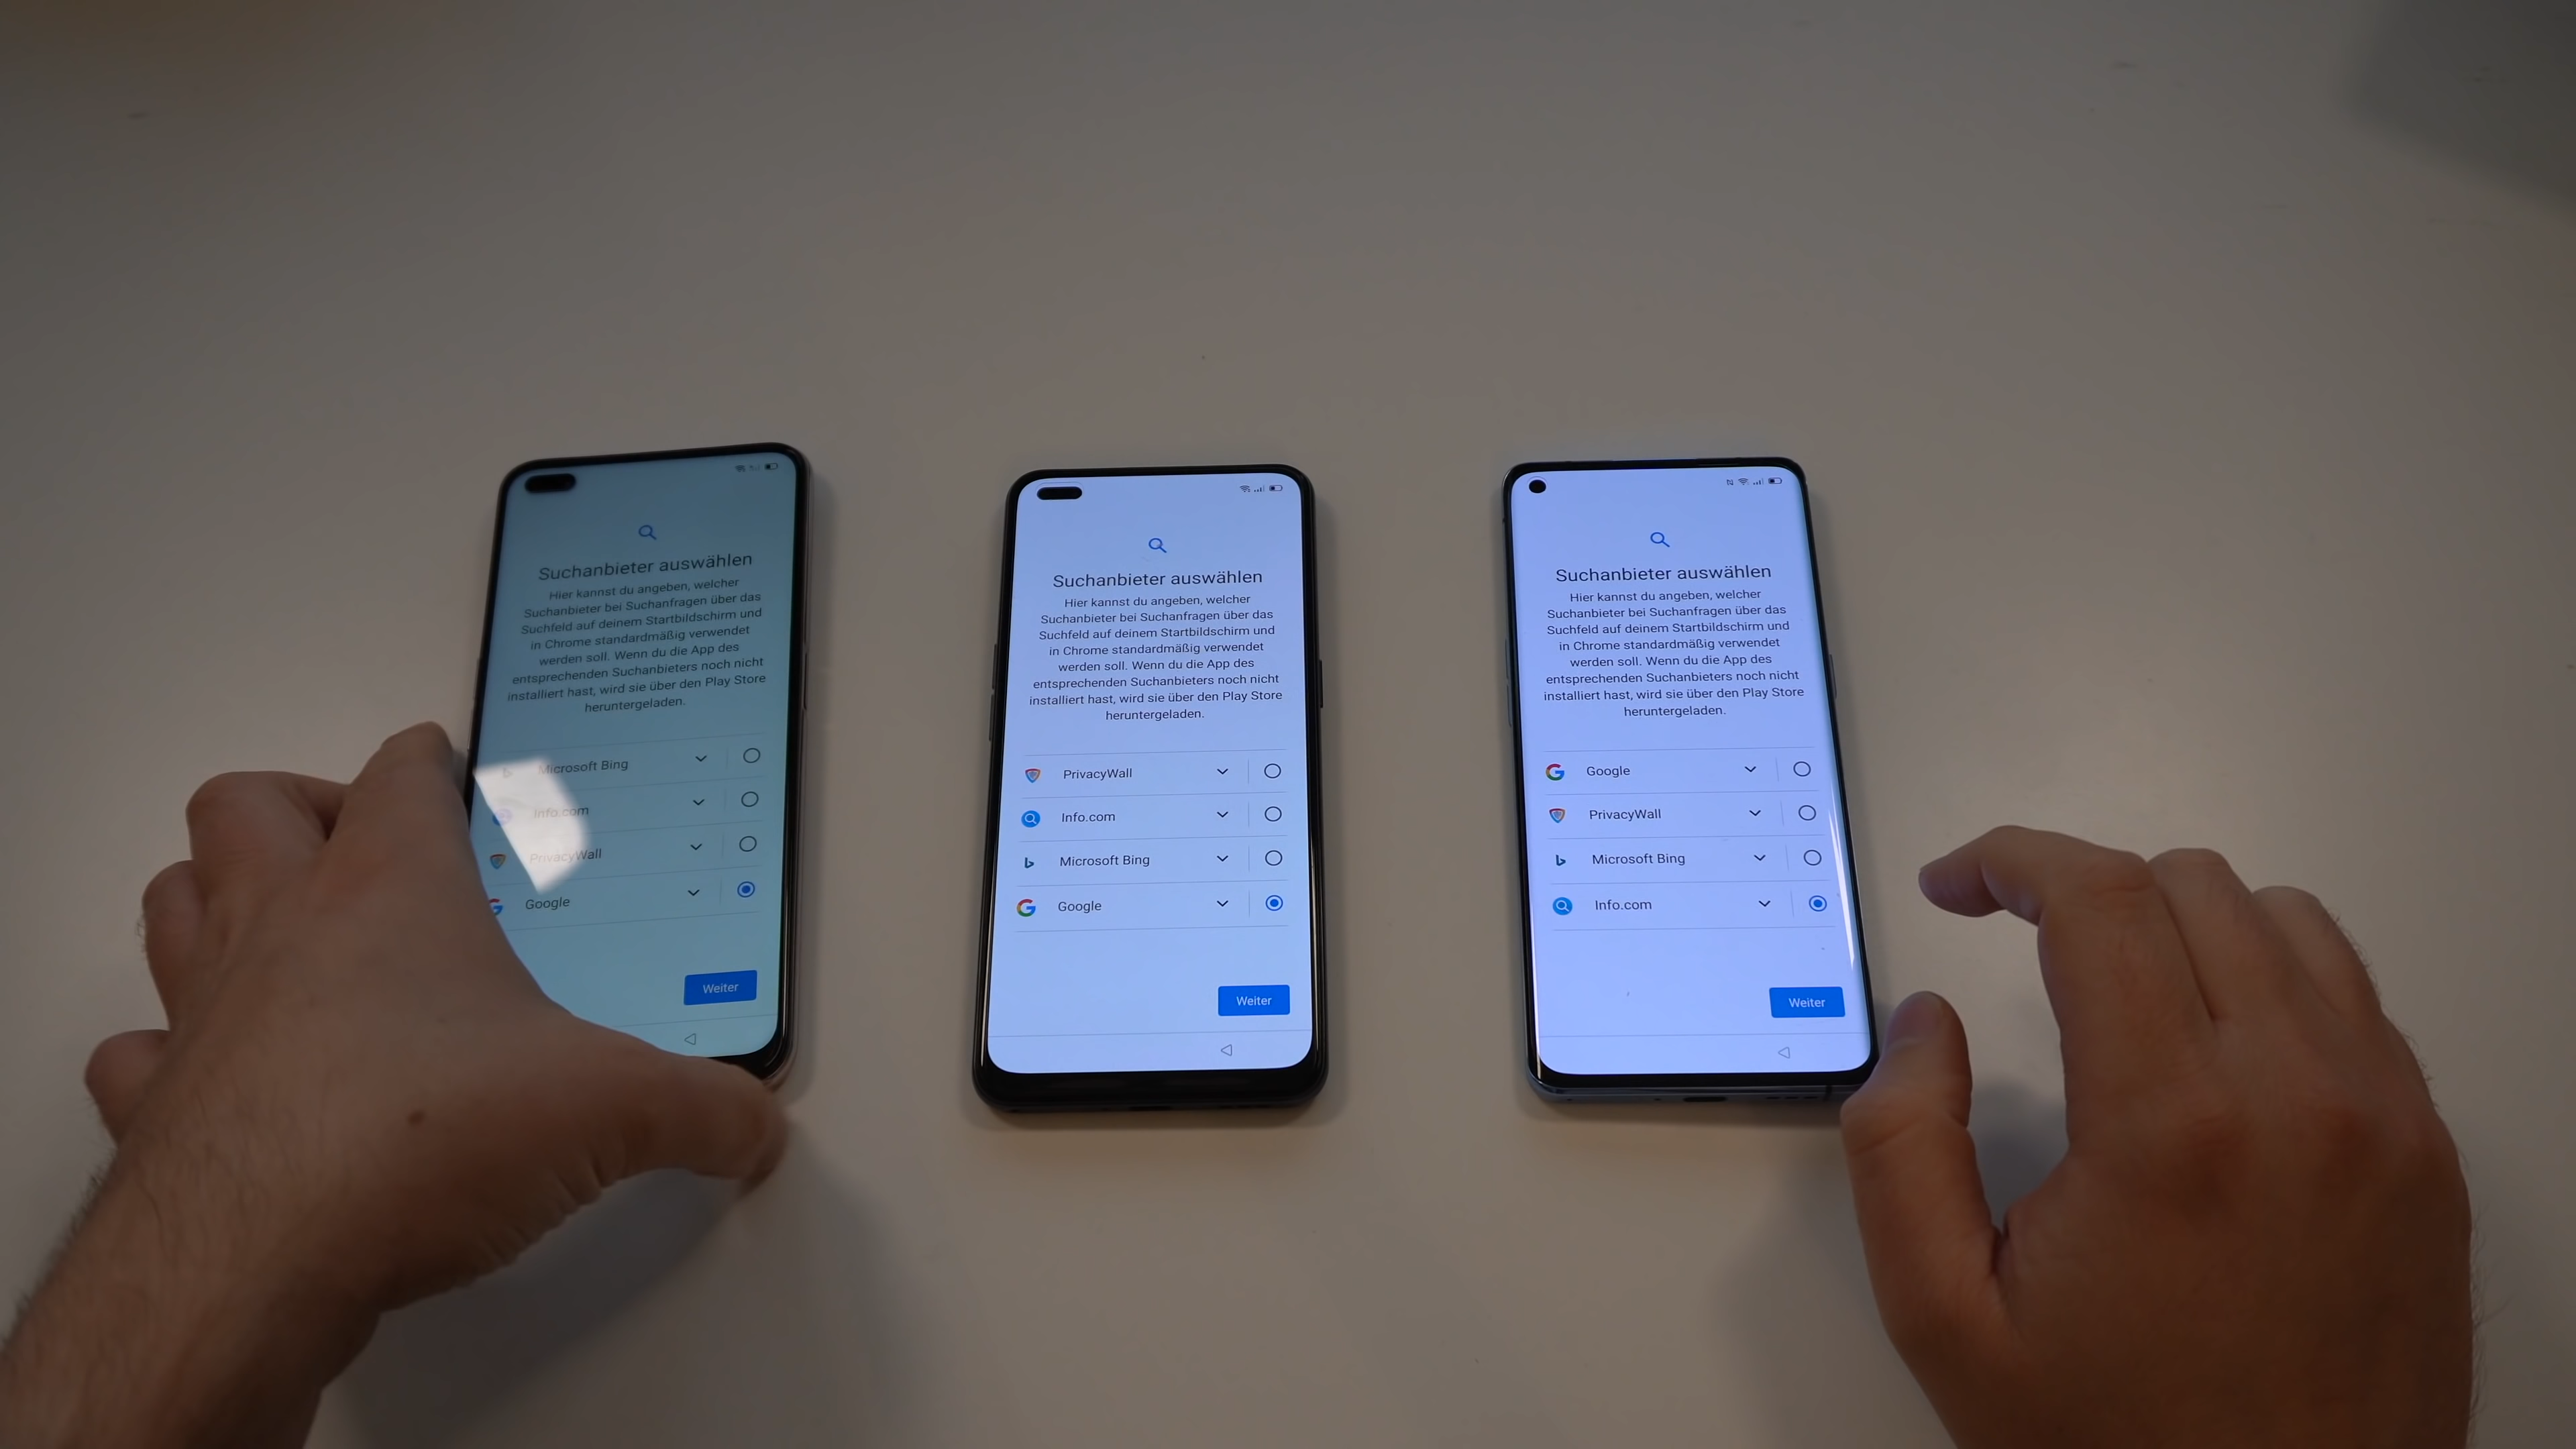 Suchanbieter auswählen
Hier kannst du angeben, welcher
Suchanbieter bei Suchanfragen über das
Suchfeld auf deinem Startbildschirm und
in Chrome standardmäßig verwendet
werden soll. Wenn du die App des
entsprechenden Suchanbieters noch nicht
installiert hast, wird sie über den Play Store
heruntergeladen.
Microsoft Bing
Info.com
PrivacyWall
Google
Weiter
Suchanbieter auswählen
Hier kannst du angeben, welcher
Suchanbieter bei Suchanfragen über das
Suchfeld auf deinem Startbildschirm und
in Chrome standardmäßig verwendet
werden soll. Wenn du die App des
entsprechenden Suchanbieters noch nicht
installiert hast, wird sie über den Play Store
heruntergeladen.
PrivacyWall
Info.com
Microsoft Bing
Google
Weiter
Suchanbieter auswählen
Hier kannst du angeben, welcher
Suchanbieter bei Suchanfragen über das
Suchfeld auf deinem Startbildschirm und
in Chrome standardmäßig verwendet
werden soll. Wenn du die App des
entsprechenden Suchanbieters noch nicht
installiert hast, wird sie über den Play Store
heruntergeladen.
Google
PrivacyWall
Microsoft Bing
Info.com
Weiter